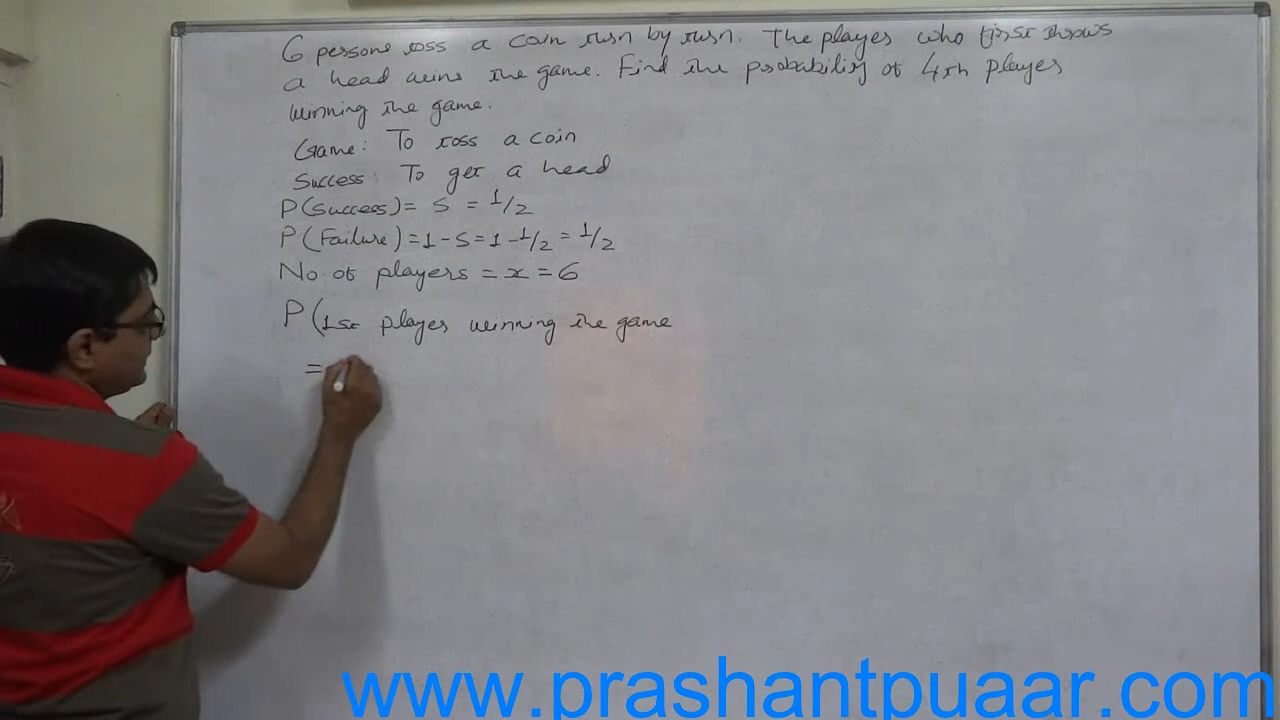 6 persons toss a coin turn by turn. The player who first throws
a head wins the game. Find the probability of 4th player
winning the game.
Game: To toss a coin
Success: To get a head
P(Success) = S = 1/2
P(Failure) = 1 - S = 1 - 1/2 = 1/2
No of players = x = 6
P(1st player winning the game
=
www.prashantpuaar.com